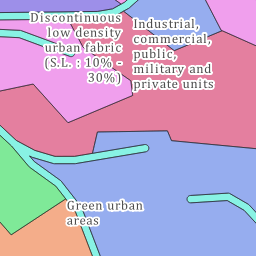 Discontinuous
low density
urban fabric
(S.L. : 10% -
30%)
Industrial,
commercial,
public,
military and
private units
Green urban
areas